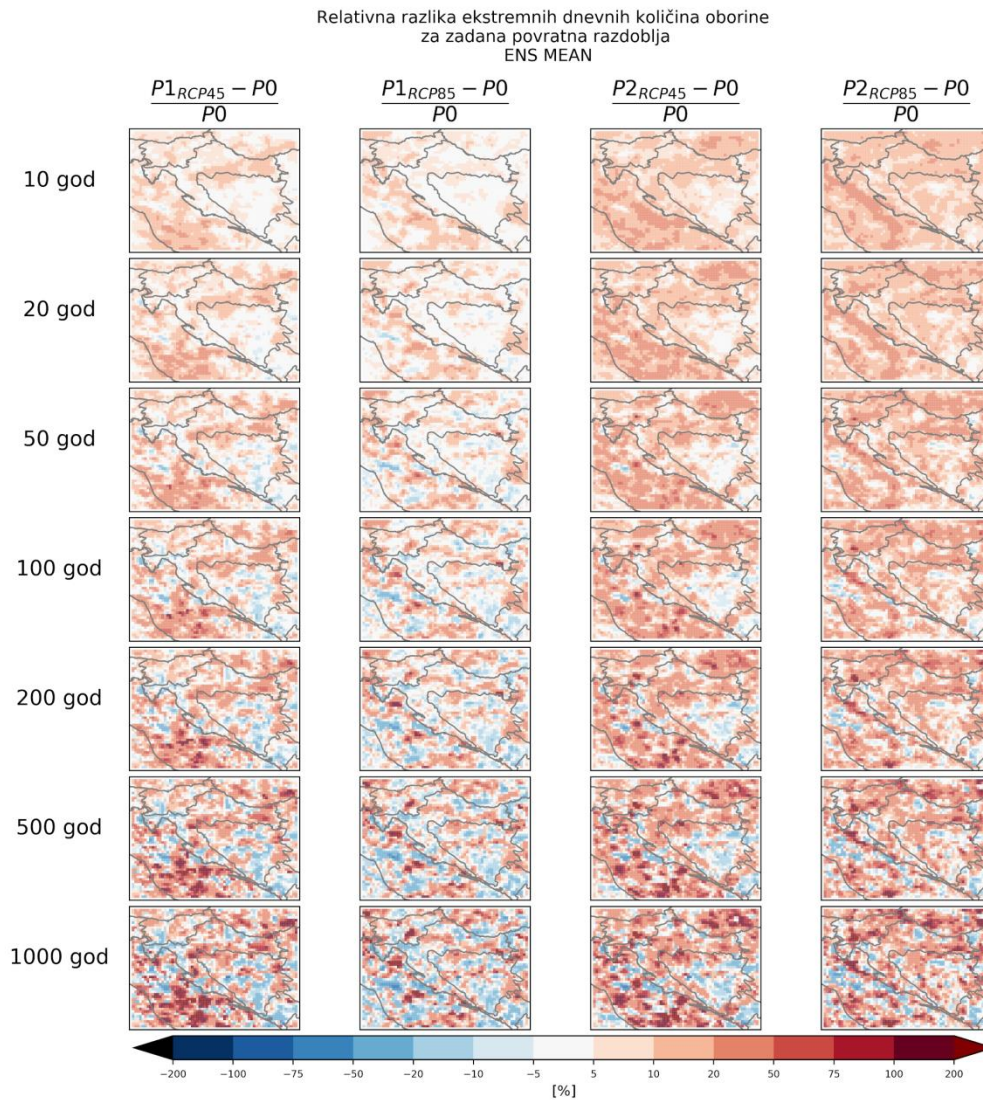 Relativna razlika ekstremnih dnevnih količina oborine
za zadana povratna razdoblja
ENS MEAN
P1RCP45 − P0
P0
P1RCP85 − P0
P0
P2RCP45 − P0
P0
P2RCP85 − P0
P0
10 god
20 god
50 god
100 god
200 god
500 god
1000 god
−200 −100 −75 −50 −20 −10 −5 5 10 20 50 75 100 200
[%]